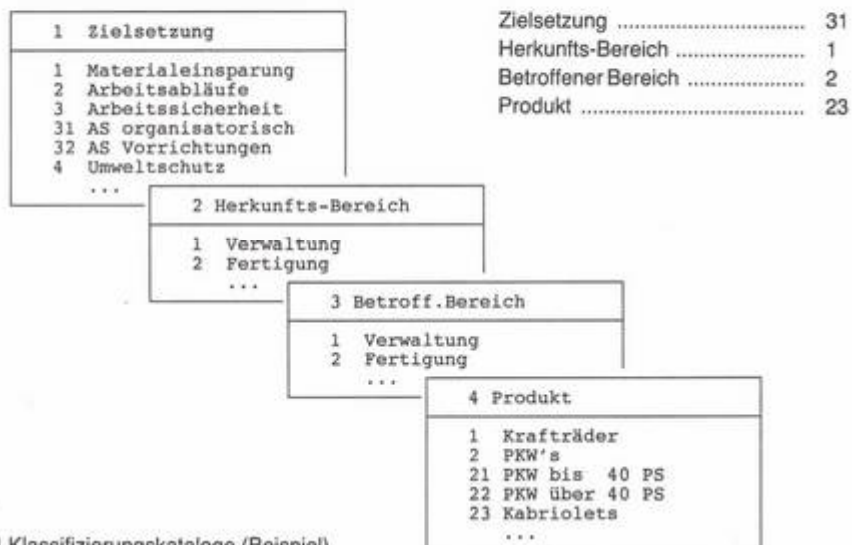 1 Zielsetzung
1 Materialeinsparung
2 Arbeitsabläufe
3 Arbeitssicherheit
31 AS organisatorisch
32 AS Vorrichtungen
4 Umweltschutz
...
2 Herkunfts-Bereich
1 Verwaltung
2 Fertigung
...
3 Betroff.Bereich
1 Verwaltung
2 Fertigung
...
4 Produkt
1 Krafträder
2 PKW's
21 PKW bis 40 PS
22 PKW über 40 PS
23 Kabriolets
...
Zielsetzung .............................. 31
Herkunfts-Bereich .................... 1
Betroffener Bereich .................. 2
Produkt .................................... 23
Klassifizierungskataloge (Beispiel)